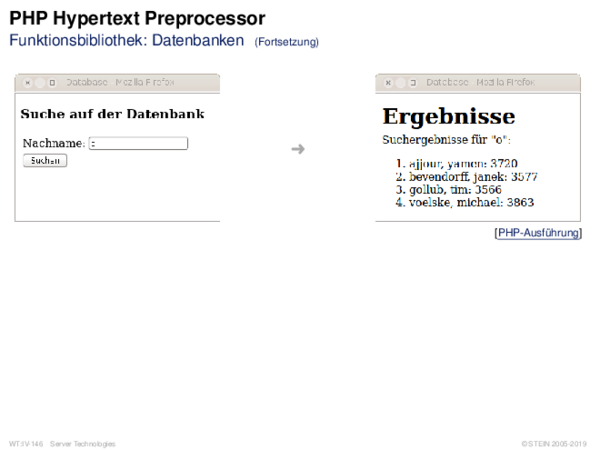 PHP Hypertext Preprocessor
Funktionsbibliothek: Datenbanken (Fortsetzung)
Database - Mozilla Firefox
Suche auf der Datenbank
Nachname:
Suchen
➜
Database - Mozilla Firefox
Ergebnisse
Suchergebnisse für "o":
1. ajjour, yamen: 3720
2. bevendorff, janek: 3577
3. gollub, tim: 3566
4. voelske, michael: 3863
[PHP-Ausführung]
WT:IV-146 Server Technologies
© STEIN 2005-2019